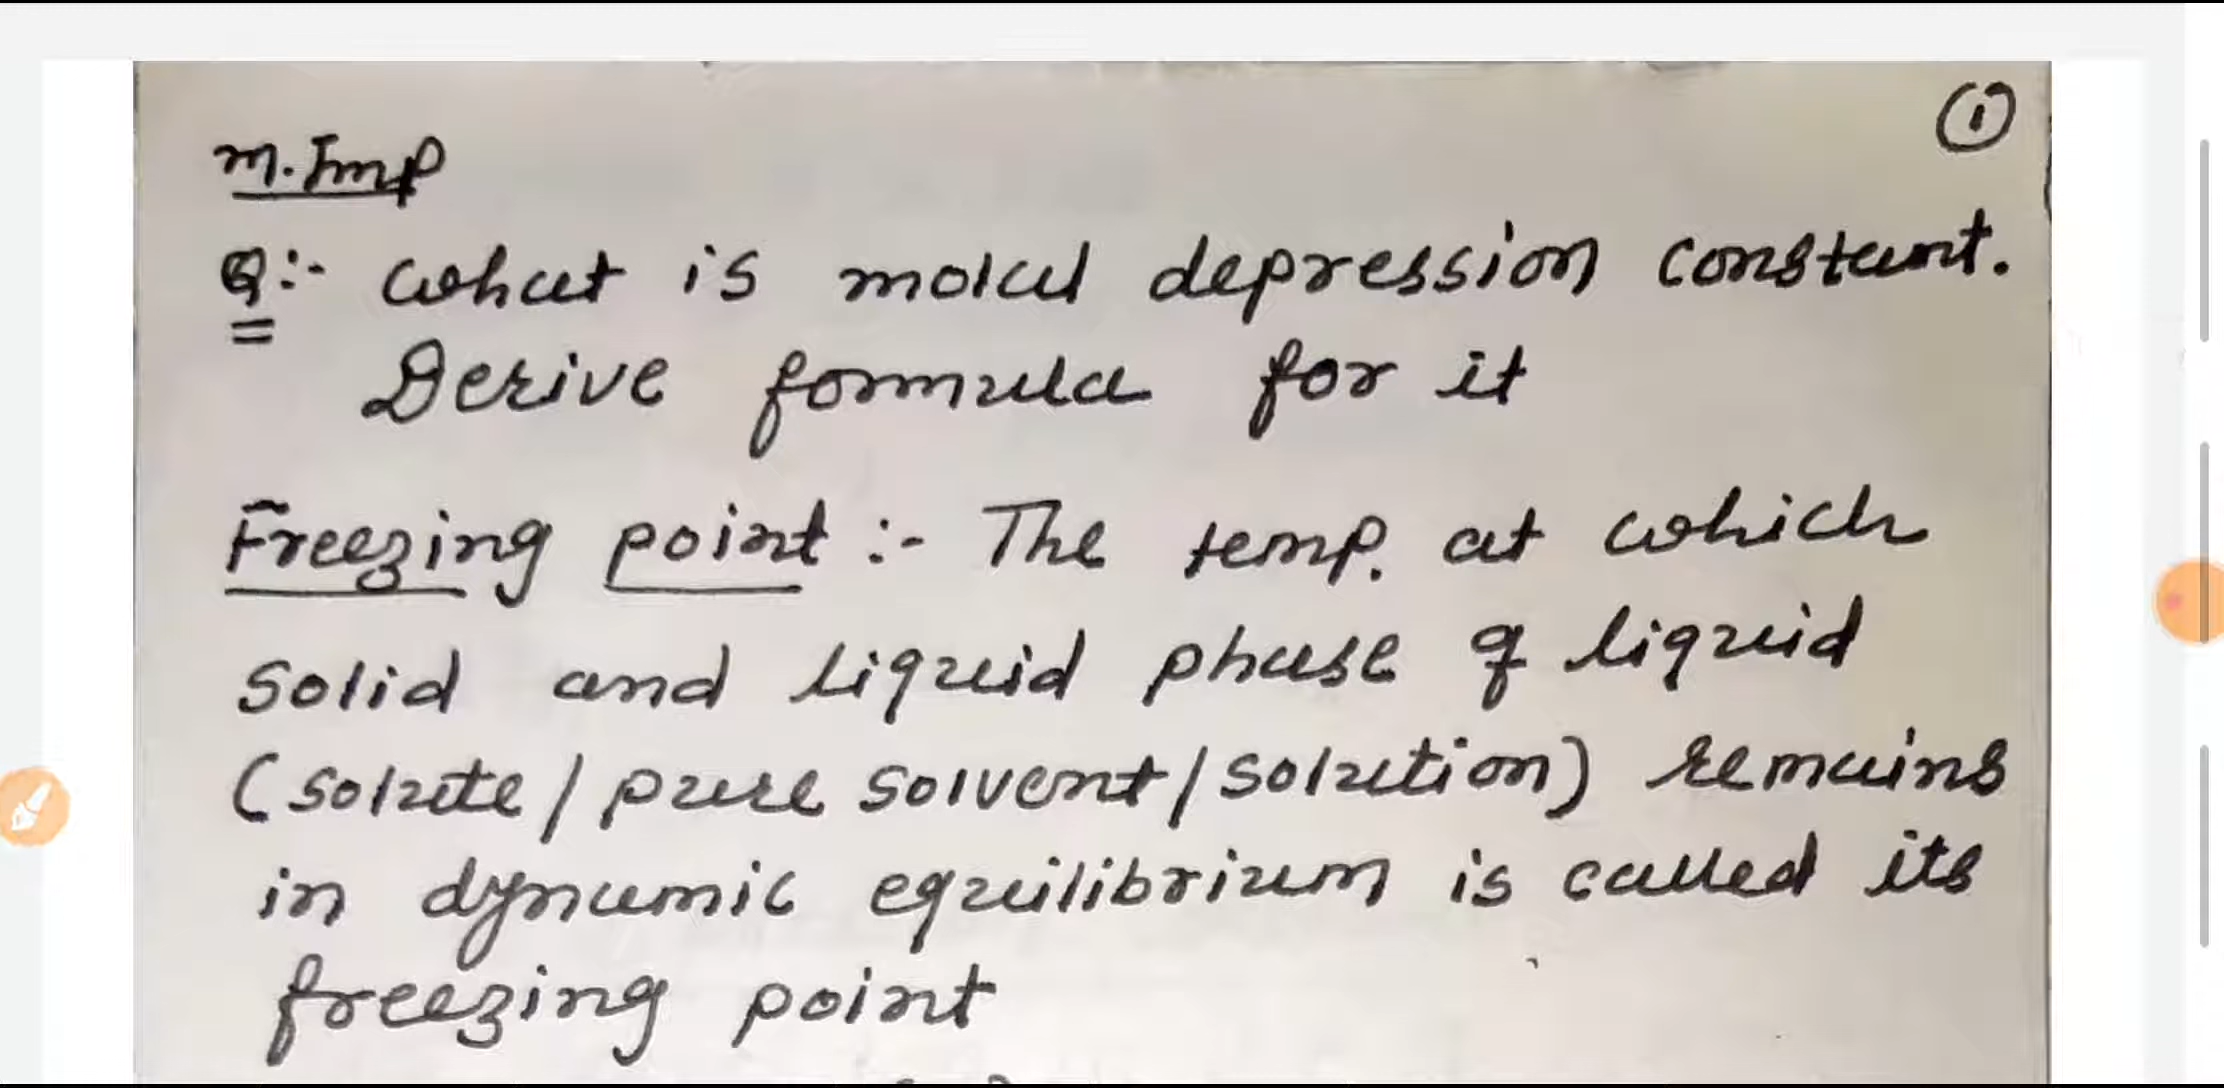 ①
M. Imp
Q:- What is molal depression constant.
Derive formula for it
Freezing point :- The temp. at which
solid and liquid phase of liquid
(solute / pure solvent / solution) remains
in dynamic equilibrium is called its
freezing point